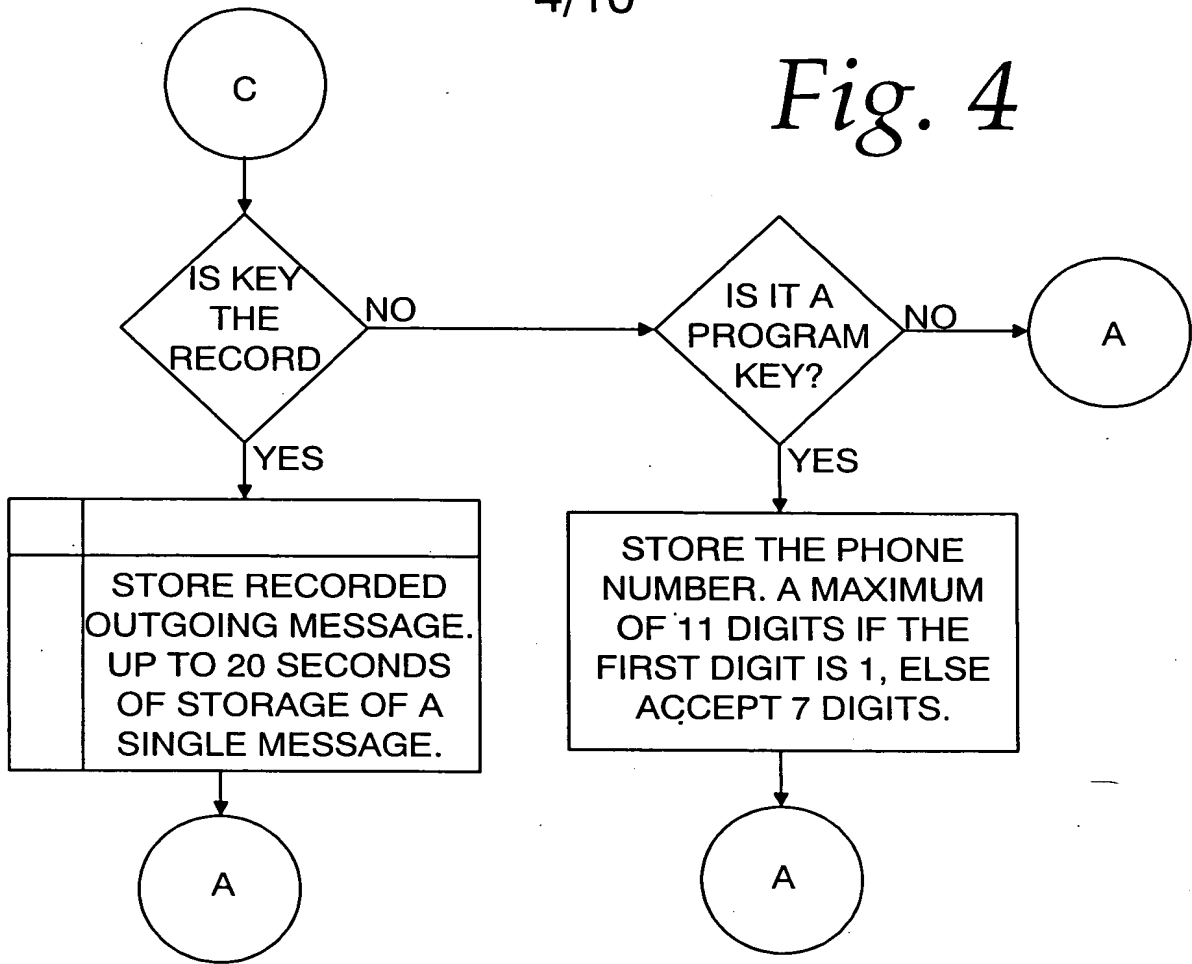 4/10
Fig. 4
C
IS KEY
THE
RECORD
NO
IS IT A
PROGRAM
KEY?
NO
A
YES
YES
STORE RECORDED
OUTGOING MESSAGE.
UP TO 20 SECONDS
OF STORAGE OF A
SINGLE MESSAGE.
STORE THE PHONE
NUMBER. A MAXIMUM
OF 11 DIGITS IF THE
FIRST DIGIT IS 1, ELSE
ACCEPT 7 DIGITS.
A
A